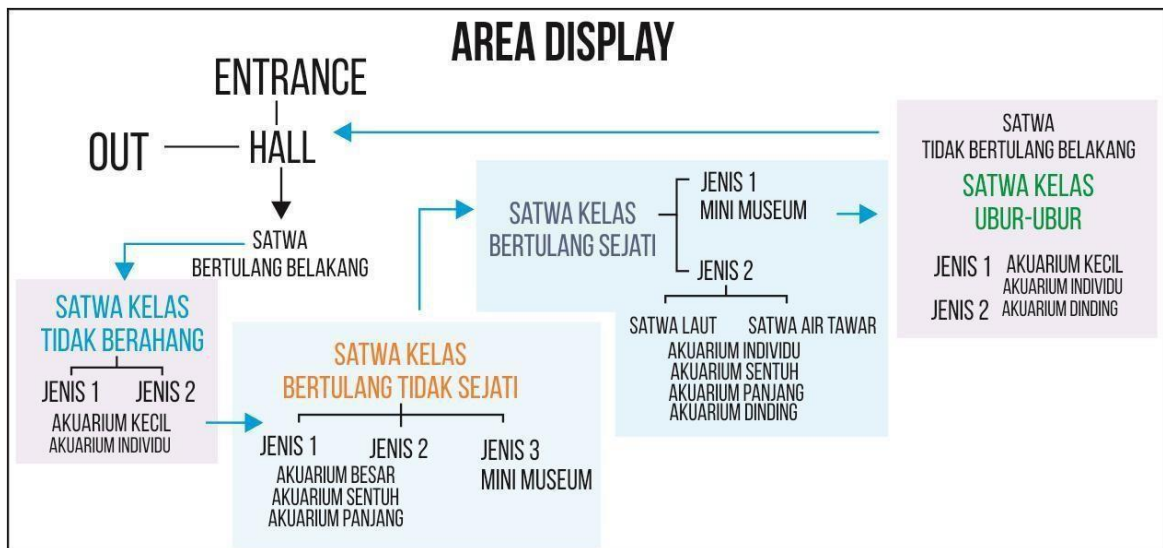 AREA DISPLAY
ENTRANCE
OUT
HALL
SATWA
BERTULANG BELAKANG
SATWA KELAS
TIDAK BERAHANG
JENIS 1
JENIS 2
AKUARIUM KECIL
AKUARIUM INDIVIDU
SATWA KELAS
BERTULANG TIDAK SEJATI
JENIS 1
JENIS 2
JENIS 3
MINI MUSEUM
AKUARIUM BESAR
AKUARIUM SENTUH
AKUARIUM PANJANG
SATWA KELAS
BERTULANG SEJATI
JENIS 1
MINI MUSEUM
JENIS 2
SATWA LAUT
SATWA AIR TAWAR
AKUARIUM INDIVIDU
AKUARIUM SENTUH
AKUARIUM PANJANG
AKUARIUM DINDING
SATWA
TIDAK BERTULANG BELAKANG
SATWA KELAS
UBUR-UBUR
JENIS 1 AKUARIUM KECIL
AKUARIUM INDIVIDU
JENIS 2 AKUARIUM DINDING